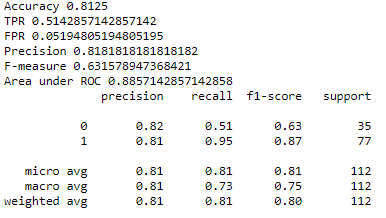 Accuracy 0.8125
TPR 0.5142857142857142
FPR 0.05194805194805195
Precision 0.8181818181818182
F-measure 0.631578947368421
Area under ROC 0.8857142857142858
precision recall f1-score support
0 0.82 0.51 0.63 35
1 0.81 0.95 0.87 77
micro avg 0.81 0.81 0.81 112
macro avg 0.81 0.73 0.75 112
weighted avg 0.81 0.81 0.80 112